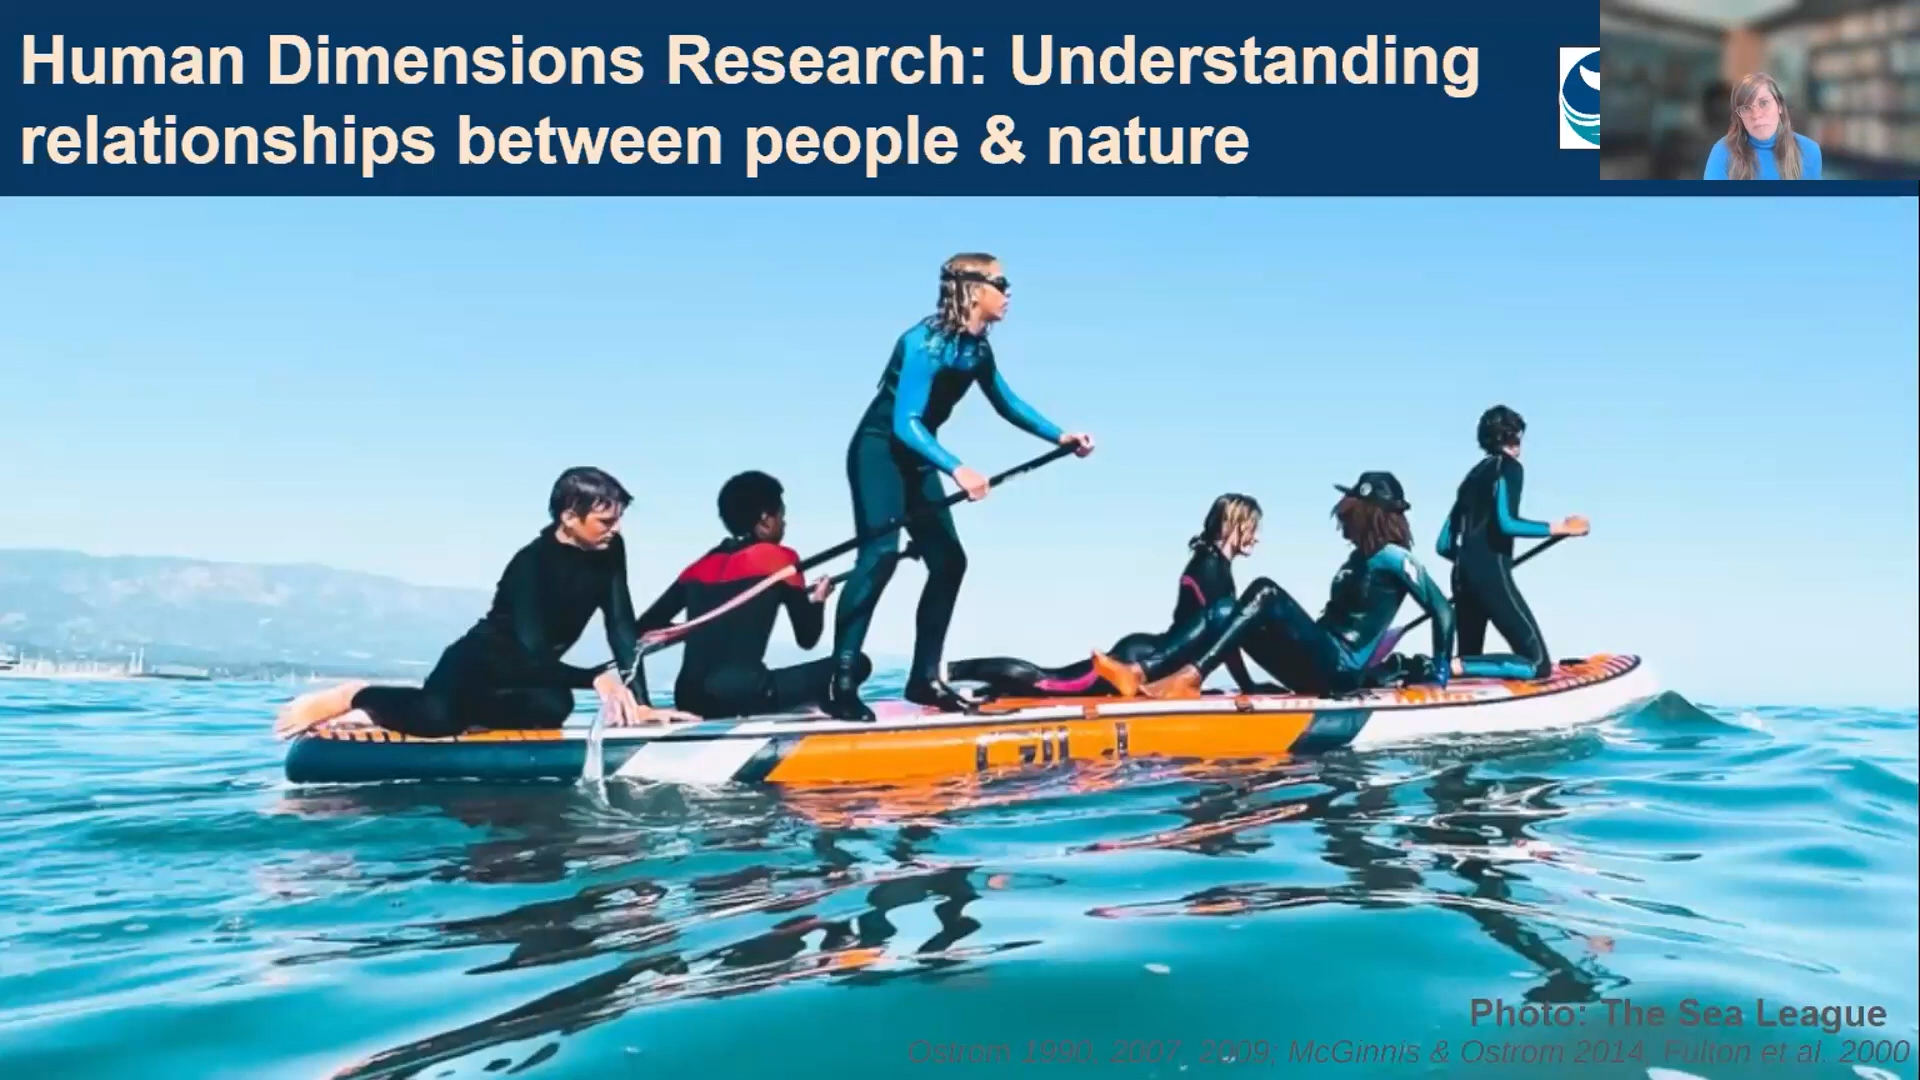 Human Dimensions Research: Understanding
relationships between people & nature
Photo: The Sea League
Ostrom 1990, 2007, 2009; McGinnis & Ostrom 2014, Fulton et al. 2000